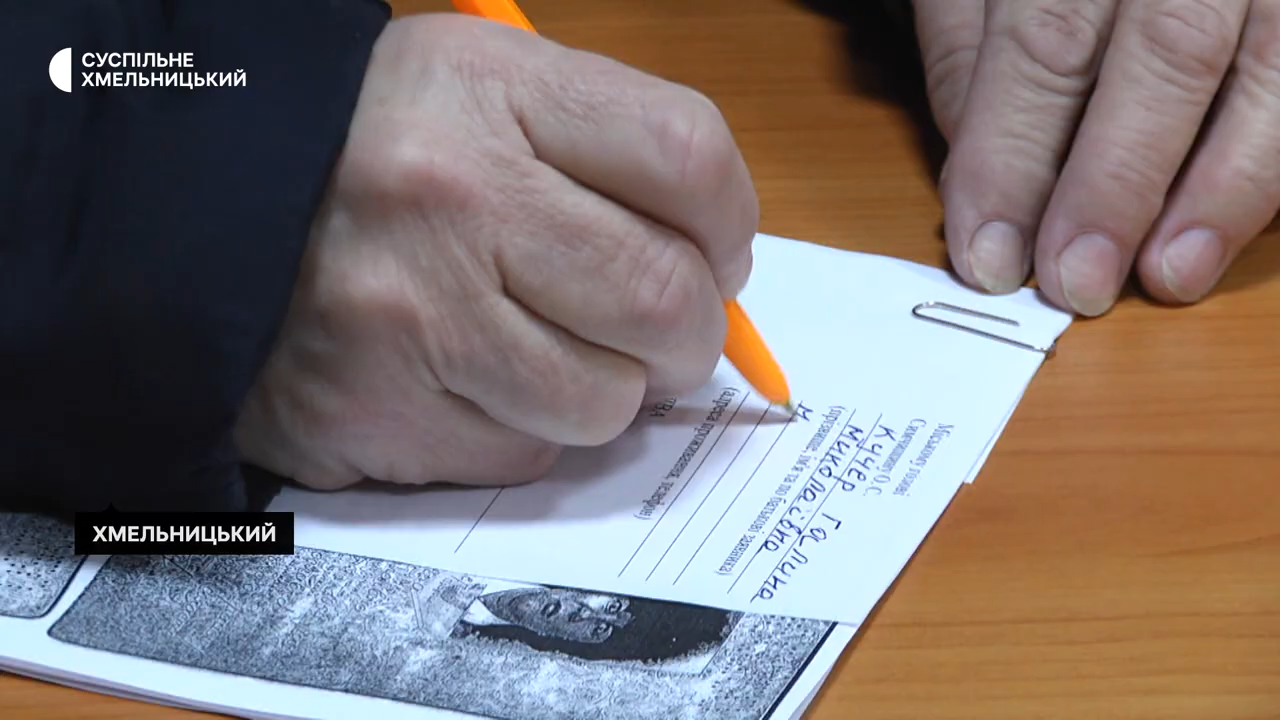 СУСПІЛЬНЕ
ХМЕЛЬНИЦЬКИЙ
Міському голові
Симчишину О.С.
Кучер Галина
Миколаївна
(прізвище, ім'я та по батькові заявника)
М
(адреса проживання, телефон)
ХМЕЛЬНИЦЬКИЙ